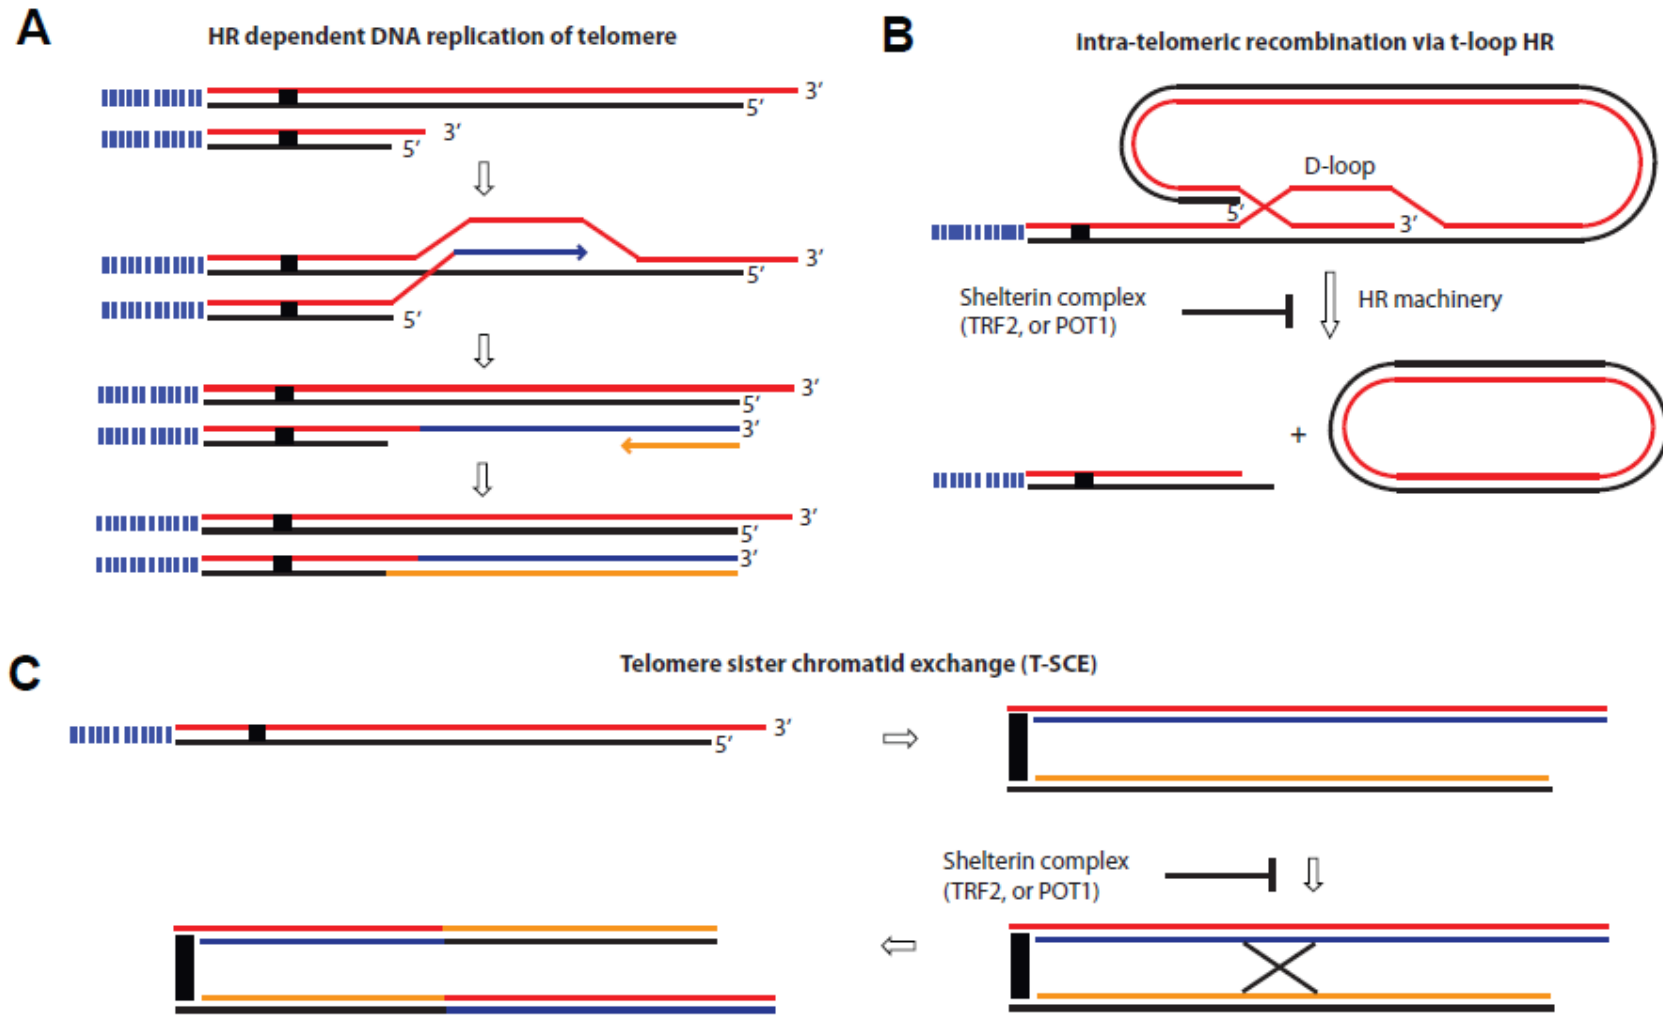 A
HR dependent DNA replication of telomere
3′
5′
3′
5′
3′
5′
5′
3′
5′
3′
3′
5′
3′
B
Intra-telomeric recombination via t-loop HR
D-loop
5′
3′
Shelterin complex
(TRF2, or POT1)
HR machinery
+
C
Telomere sister chromatid exchange (T-SCE)
3′
5′
Shelterin complex
(TRF2, or POT1)